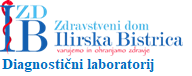 ZD
IB
Zdravstveni dom
Ilirska Bistrica
varujemo in ohranjamo zdravje
Diagnostični laboratorij